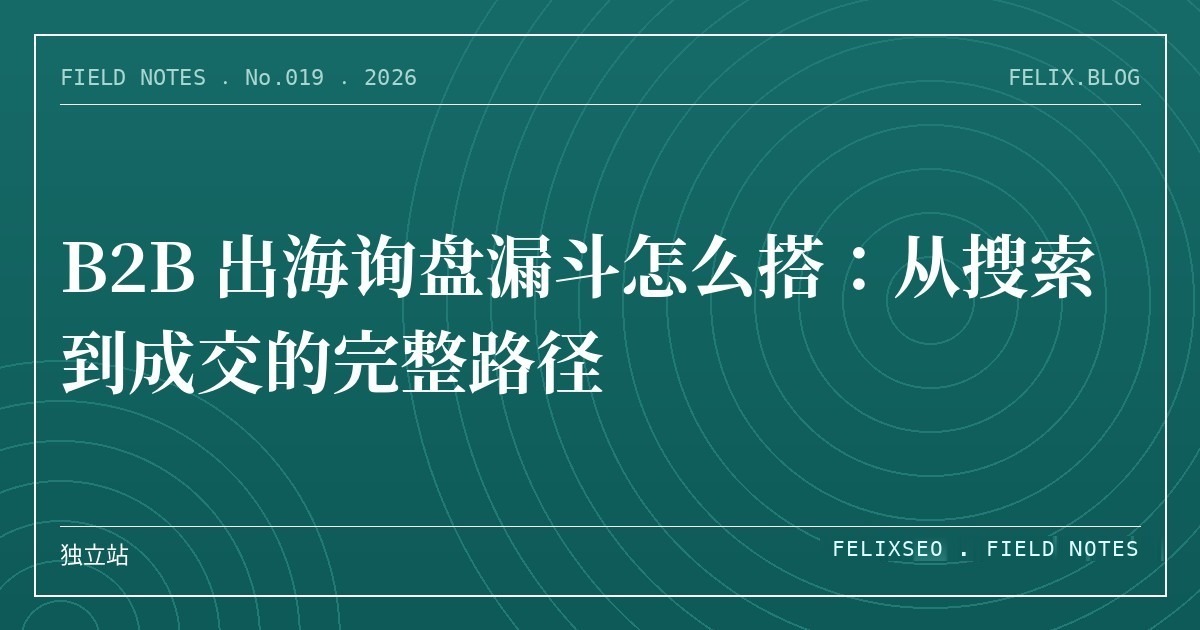 FIELD NOTES . No.019 . 2026
FELIX.BLOG
B2B 出海询盘漏斗怎么搭：从搜索
到成交的完整路径
独立站
FELIXSEO . FIELD NOTES